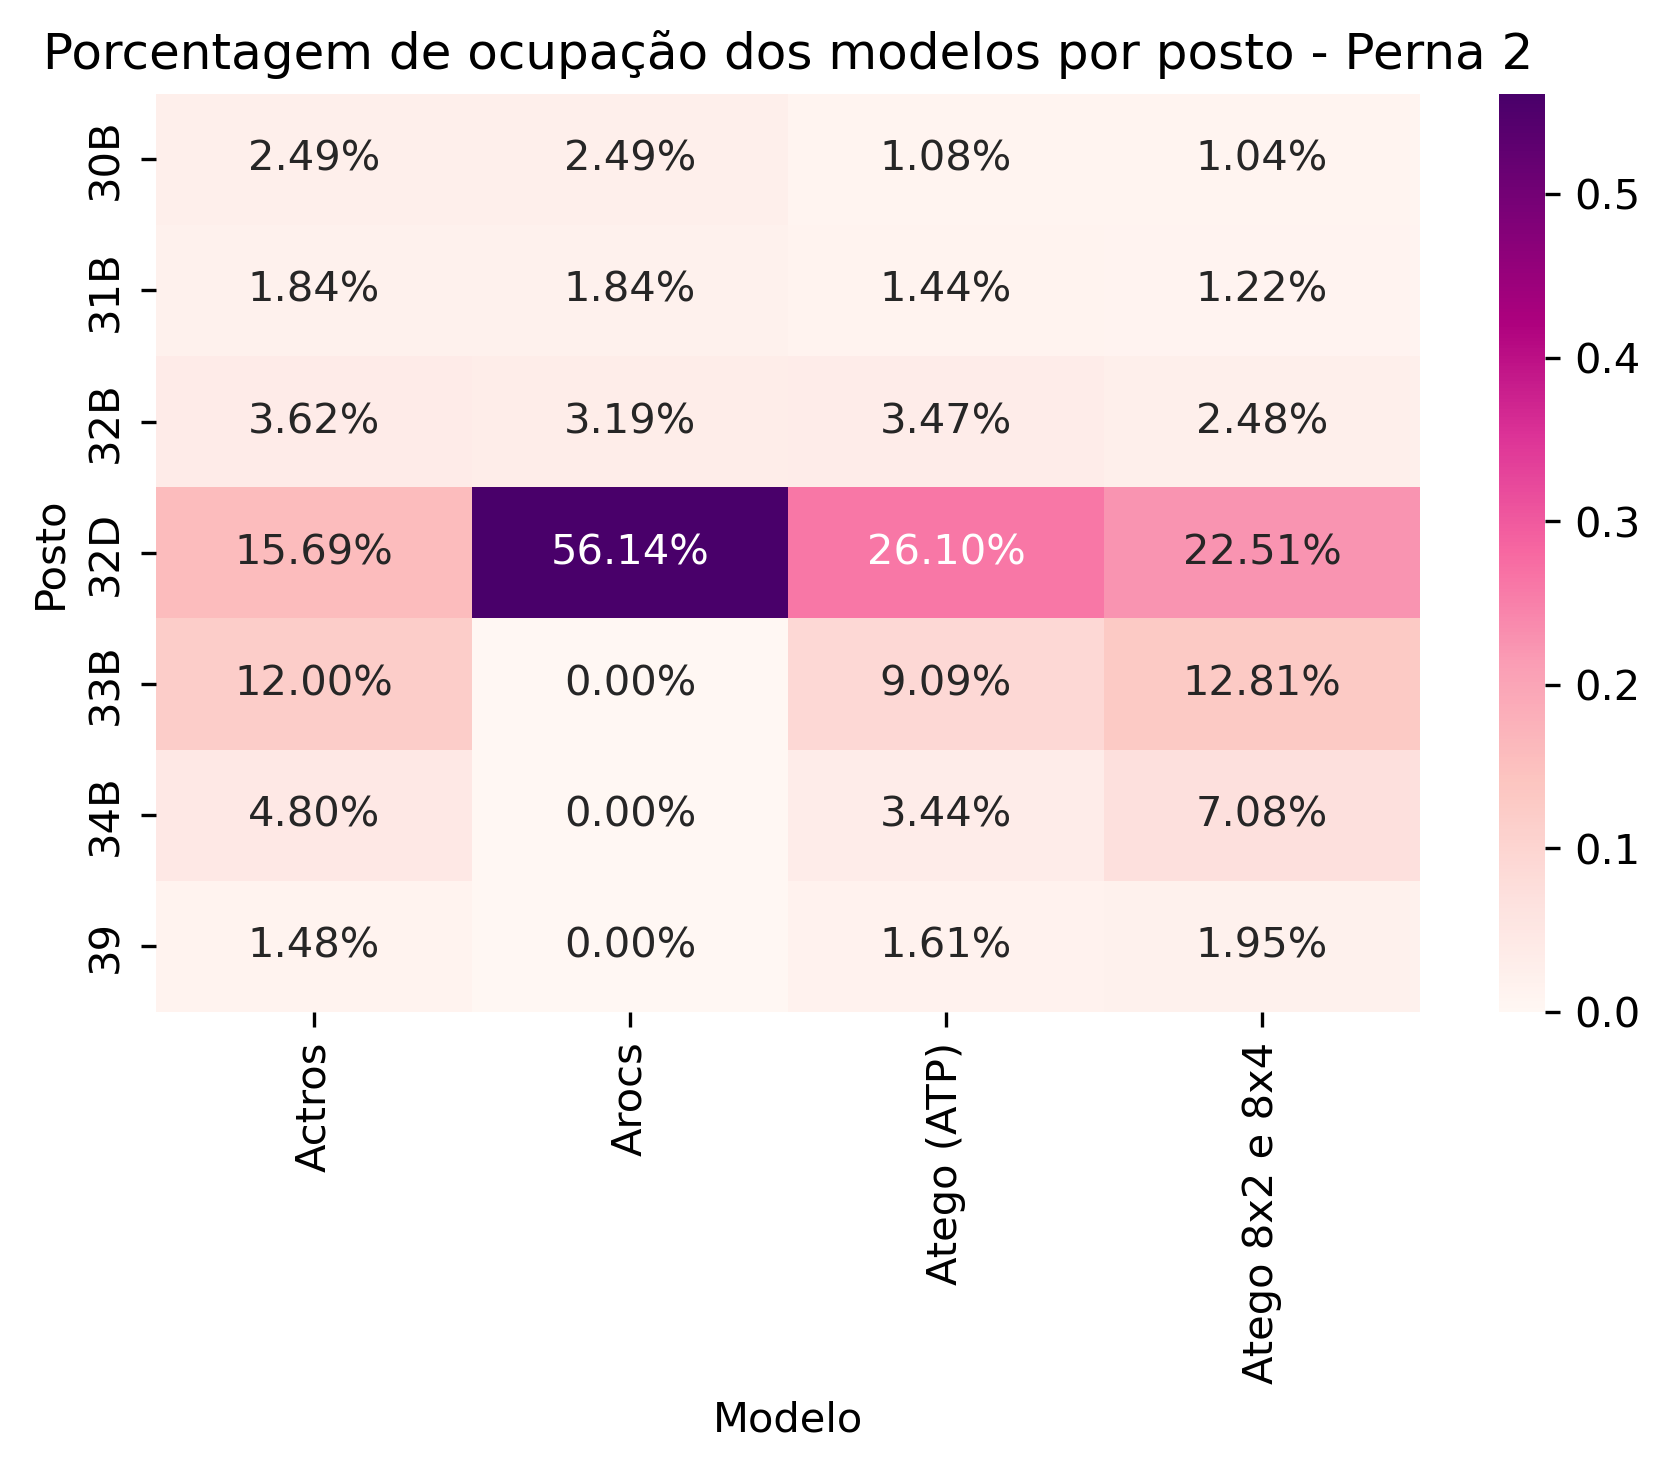 Porcentagem de ocupação dos modelos por posto - Perna 2
Posto
30B 2.49% 2.49% 1.08% 1.04%
31B 1.84% 1.84% 1.44% 1.22%
32B 3.62% 3.19% 3.47% 2.48%
32D 15.69% 56.14% 26.10% 22.51%
33B 12.00% 0.00% 9.09% 12.81%
34B 4.80% 0.00% 3.44% 7.08%
39 1.48% 0.00% 1.61% 1.95%
Actros
Arocs
Atego (ATP)
Atego 8x2 e 8x4
Modelo
0.5
0.4
0.3
0.2
0.1
0.0